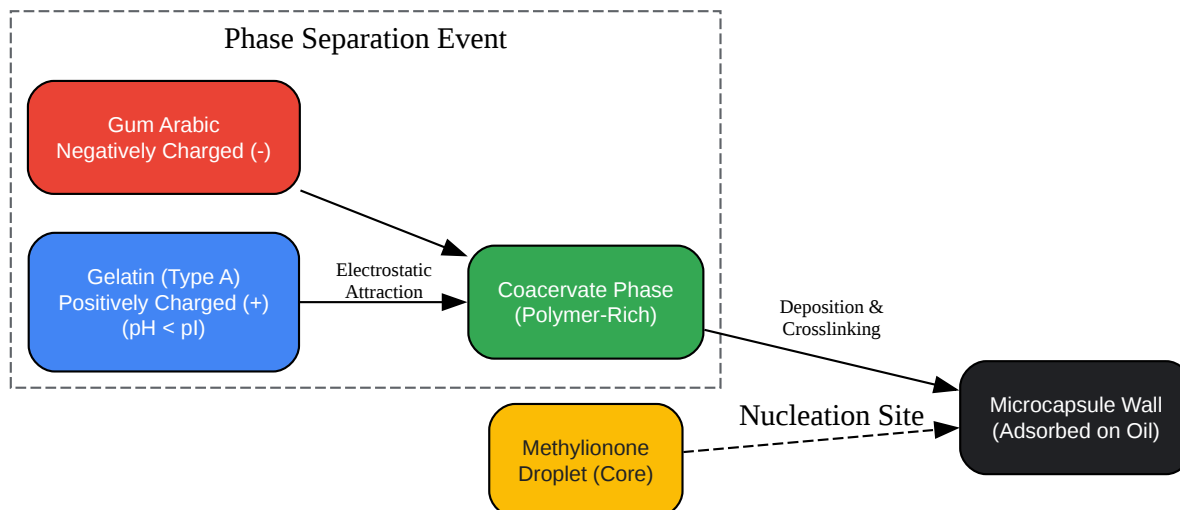 Phase Separation Event
Gum Arabic
Negatively Charged (-)
Gelatin (Type A)
Positively Charged (+)
(pH < pI)
Electrostatic
Attraction
Coacervate Phase
(Polymer-Rich)
Deposition &
Crosslinking
Nucleation Site
Methylionone
Droplet (Core)
Microcapsule Wall
(Adsorbed on Oil)